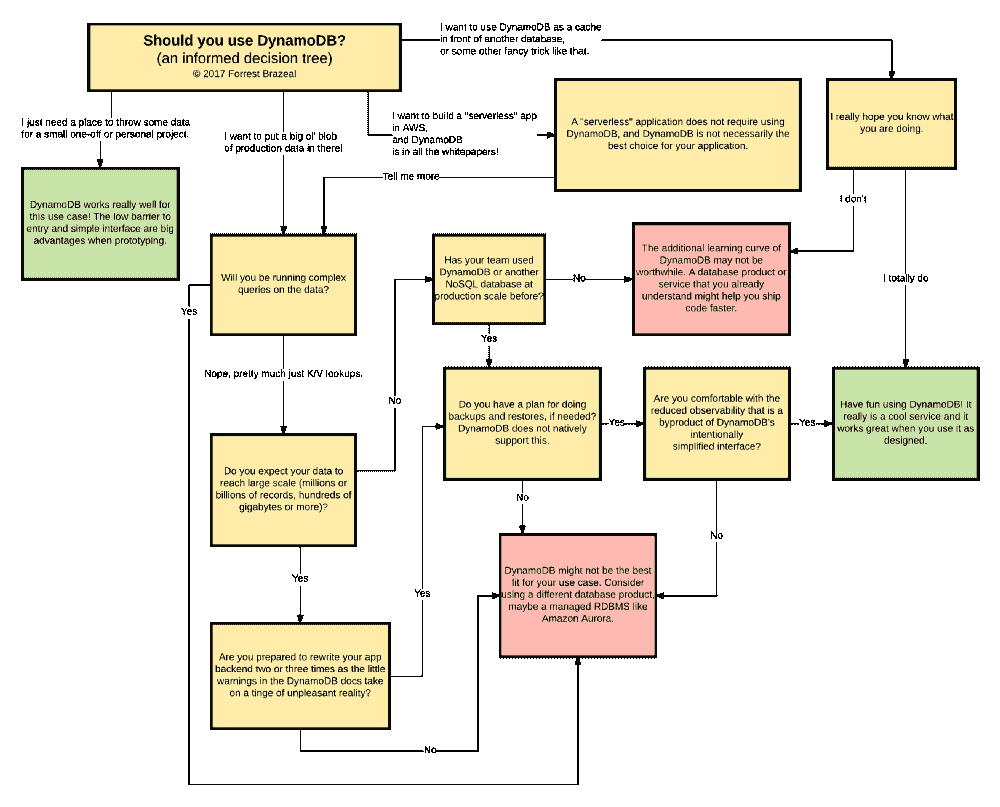 Should you use DynamoDB?
(an informed decision tree)
© 2017 Forrest Brazeal
I want to use DynamoDB as a cache
in front of another database,
or some other fancy trick like that.
I just need a place to throw some data
for a small one-off or personal project.
I want to put a big ol' blob
of production data in there!
I want to build a "serverless" app
in AWS,
and DynamoDB
is in all the whitepapers!
A "serverless" application does not require using
DynamoDB, and DynamoDB is not necessarily the
best choice for your application.
I really hope you know what
you are doing.
Tell me more
DynamoDB works really well for
this use case! The low barrier to
entry and simple interface are big
advantages when prototyping.
I don't
Will you be running complex
queries on the data?
Has your team used
DynamoDB or another
NoSQL database at
production scale before?
No
The additional learning curve of
DynamoDB may not be
worthwhile. A database product or
service that you already
understand might help you ship
code faster.
I totally do
Yes
Yes
Nope, pretty much just K/V lookups.
No
Do you have a plan for doing
backups and restores, if needed?
DynamoDB does not natively
support this.
Yes
Are you comfortable with the
reduced observability that is a
byproduct of DynamoDB's
intentionally
simplified interface?
Yes
Have fun using DynamoDB! It
really is a cool service and it
works great when you use it as
designed.
Do you expect your data to
reach large scale (millions or
billions of records, hundreds of
gigabytes or more)?
No
No
Yes
Yes
DynamoDB might not be the best
fit for your use case. Consider
using a different database product,
maybe a managed RDBMS like
Amazon Aurora.
Are you prepared to rewrite your app
backend two or three times as the little
warnings in the DynamoDB docs take
on a tinge of unpleasant reality?
No